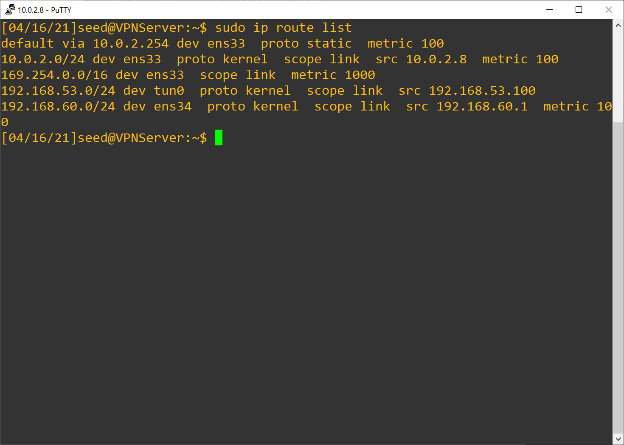 10.0.2.8 - PuTTY
[04/16/21]seed@VPNServer:~$ sudo ip route list
default via 10.0.2.254 dev ens33  proto static  metric 100
10.0.2.0/24 dev ens33  proto kernel  scope link  src 10.0.2.8  metric 100
169.254.0.0/16 dev ens33  scope link  metric 1000
192.168.53.0/24 dev tun0  proto kernel  scope link  src 192.168.53.100
192.168.60.0/24 dev ens34  proto kernel  scope link  src 192.168.60.1  metric 10
0
[04/16/21]seed@VPNServer:~$